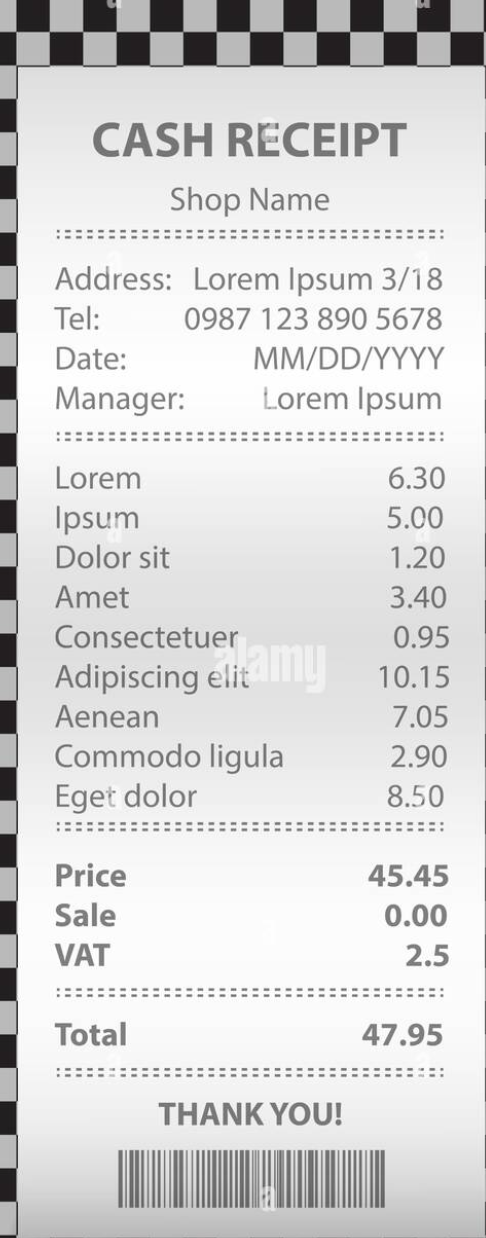 CASH RECEIPT
Shop Name
Address: Lorem Ipsum 3/18
Tel: 0987 123 890 5678
Date: MM/DD/YYYY
Manager: Lorem Ipsum
Lorem 6.30
Ipsum 5.00
Dolor sit 1.20
Amet 3.40
Consectetuer 0.95
Adipiscing elit 10.15
Aenean 7.05
Commodo ligula 2.90
Eget dolor 8.50
Price 45.45
Sale 0.00
VAT 2.5
Total 47.95
THANK YOU!
alamy